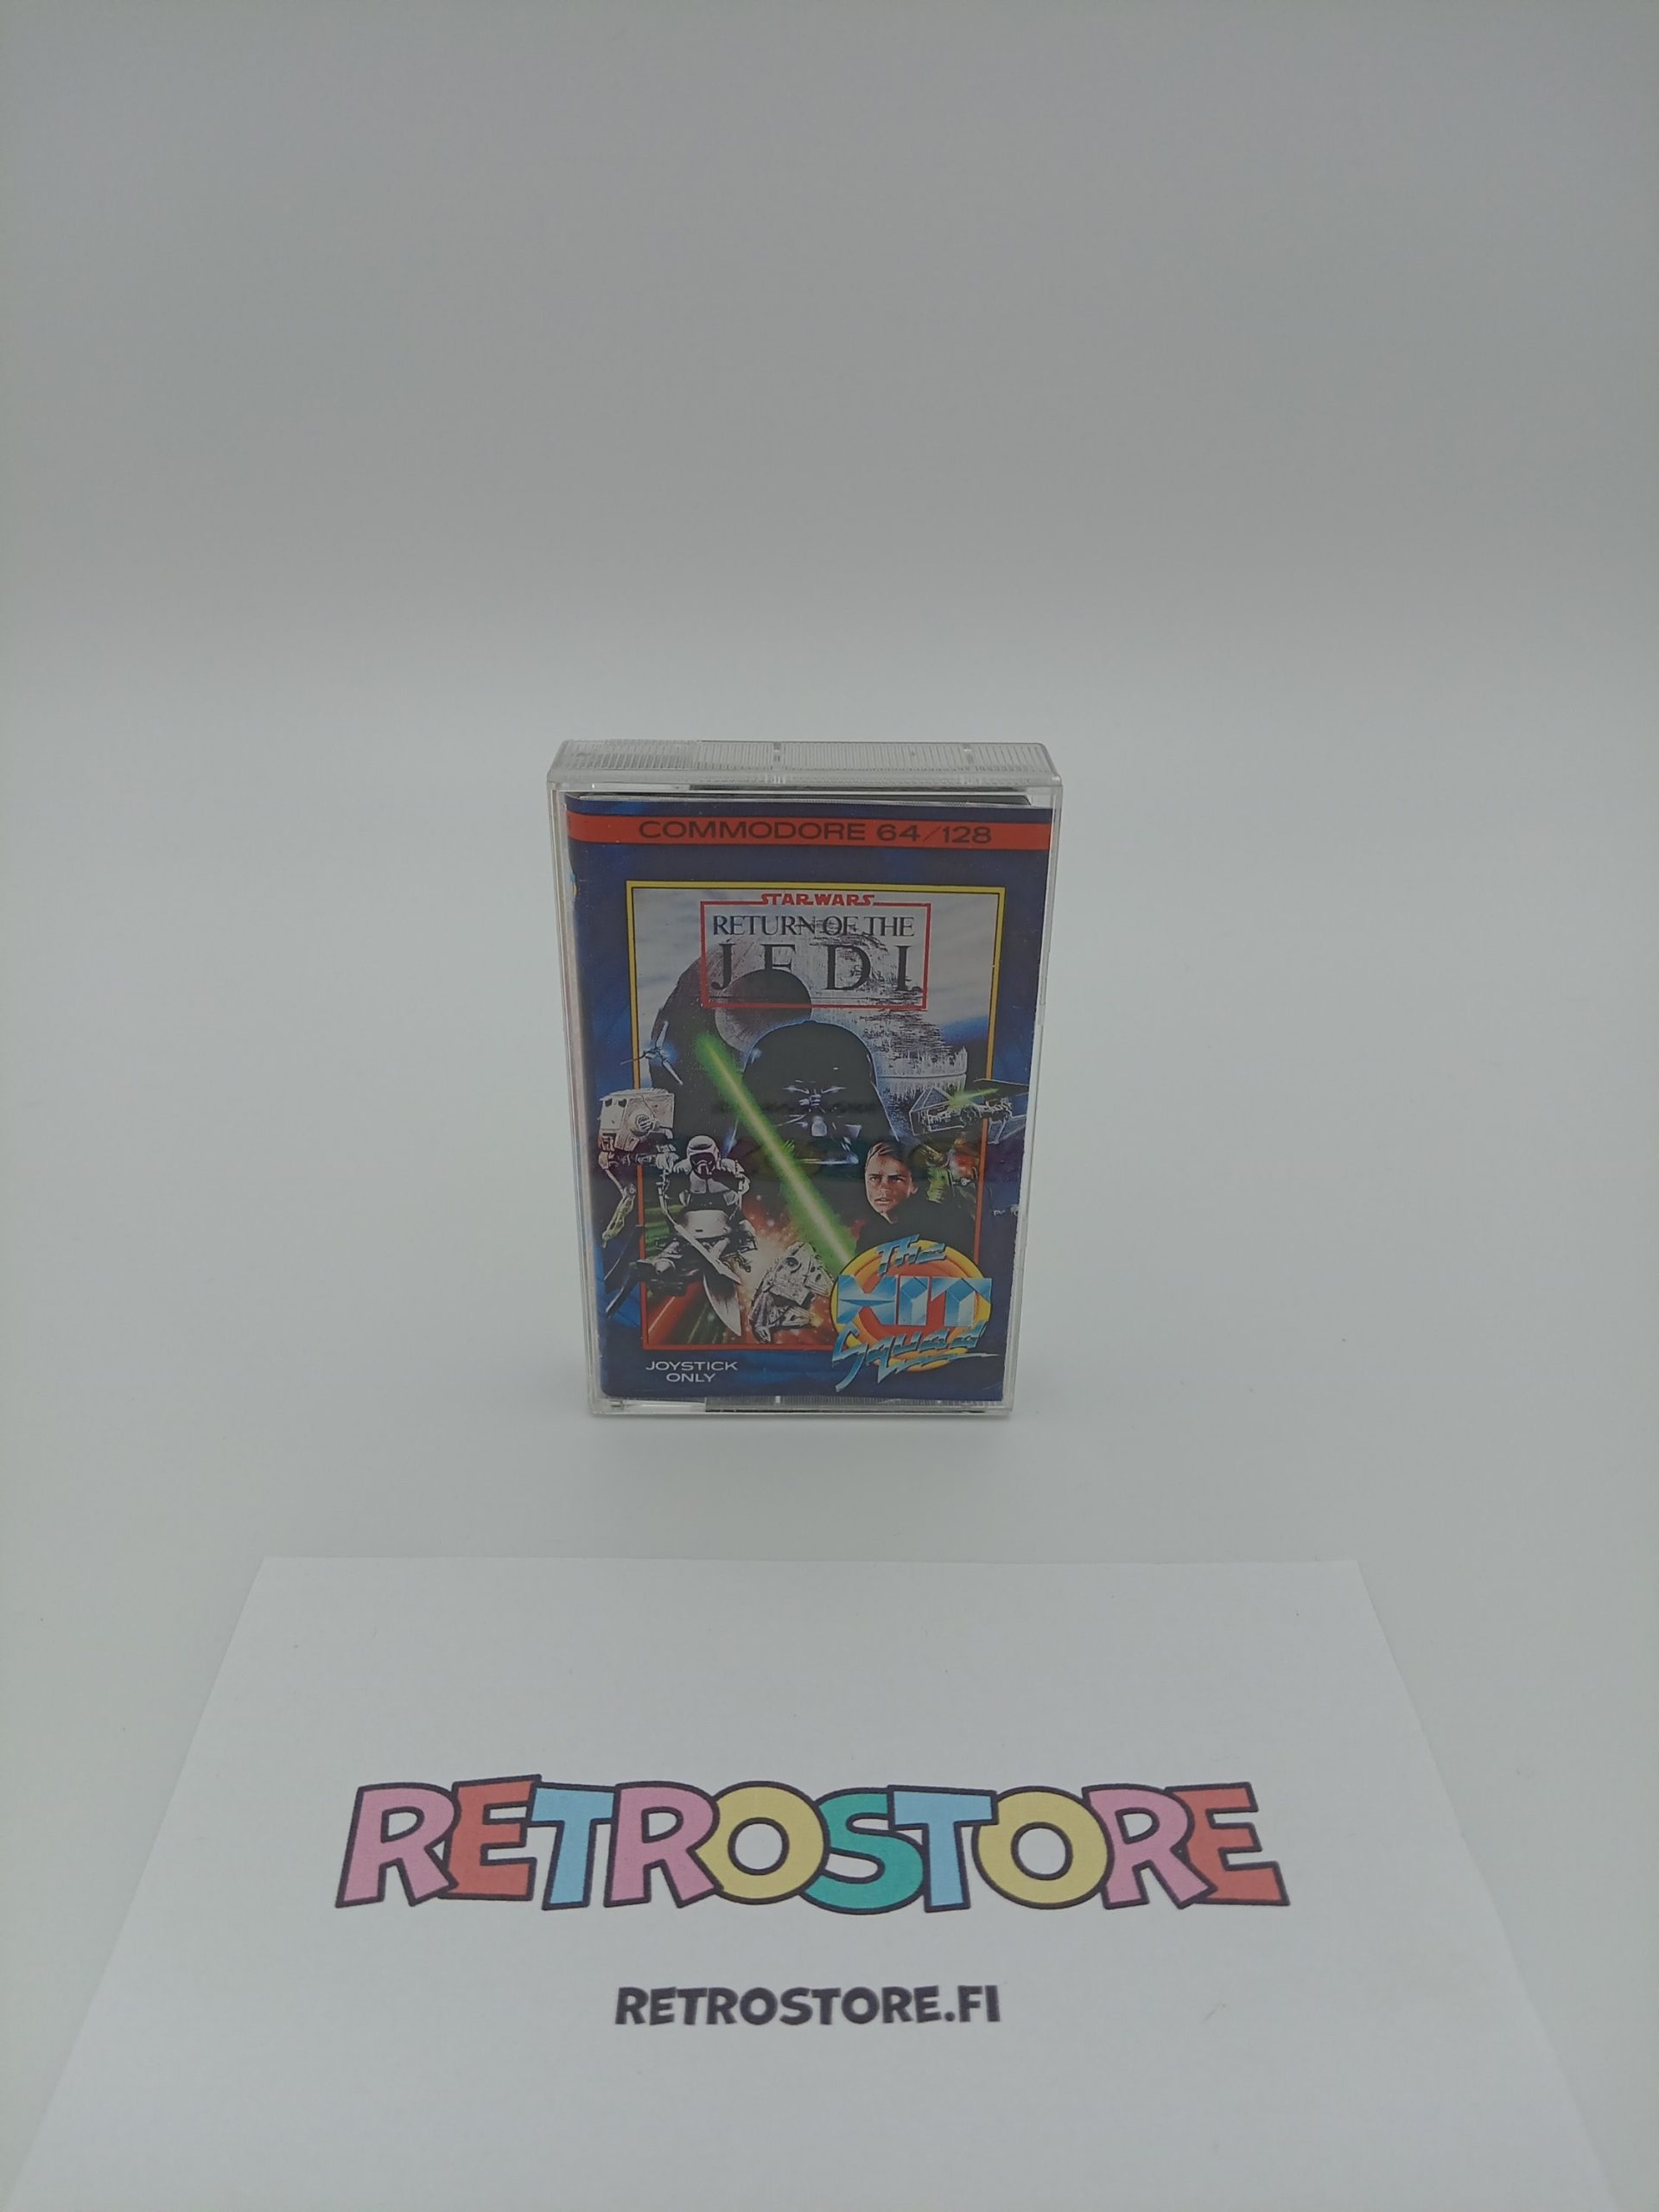 COMMODORE 64/128
STAR WARS
RETURN OF THE
JEDI
THE
HIT
Squad
JOYSTICK
ONLY
RETROSTORE
RETROSTORE.FI